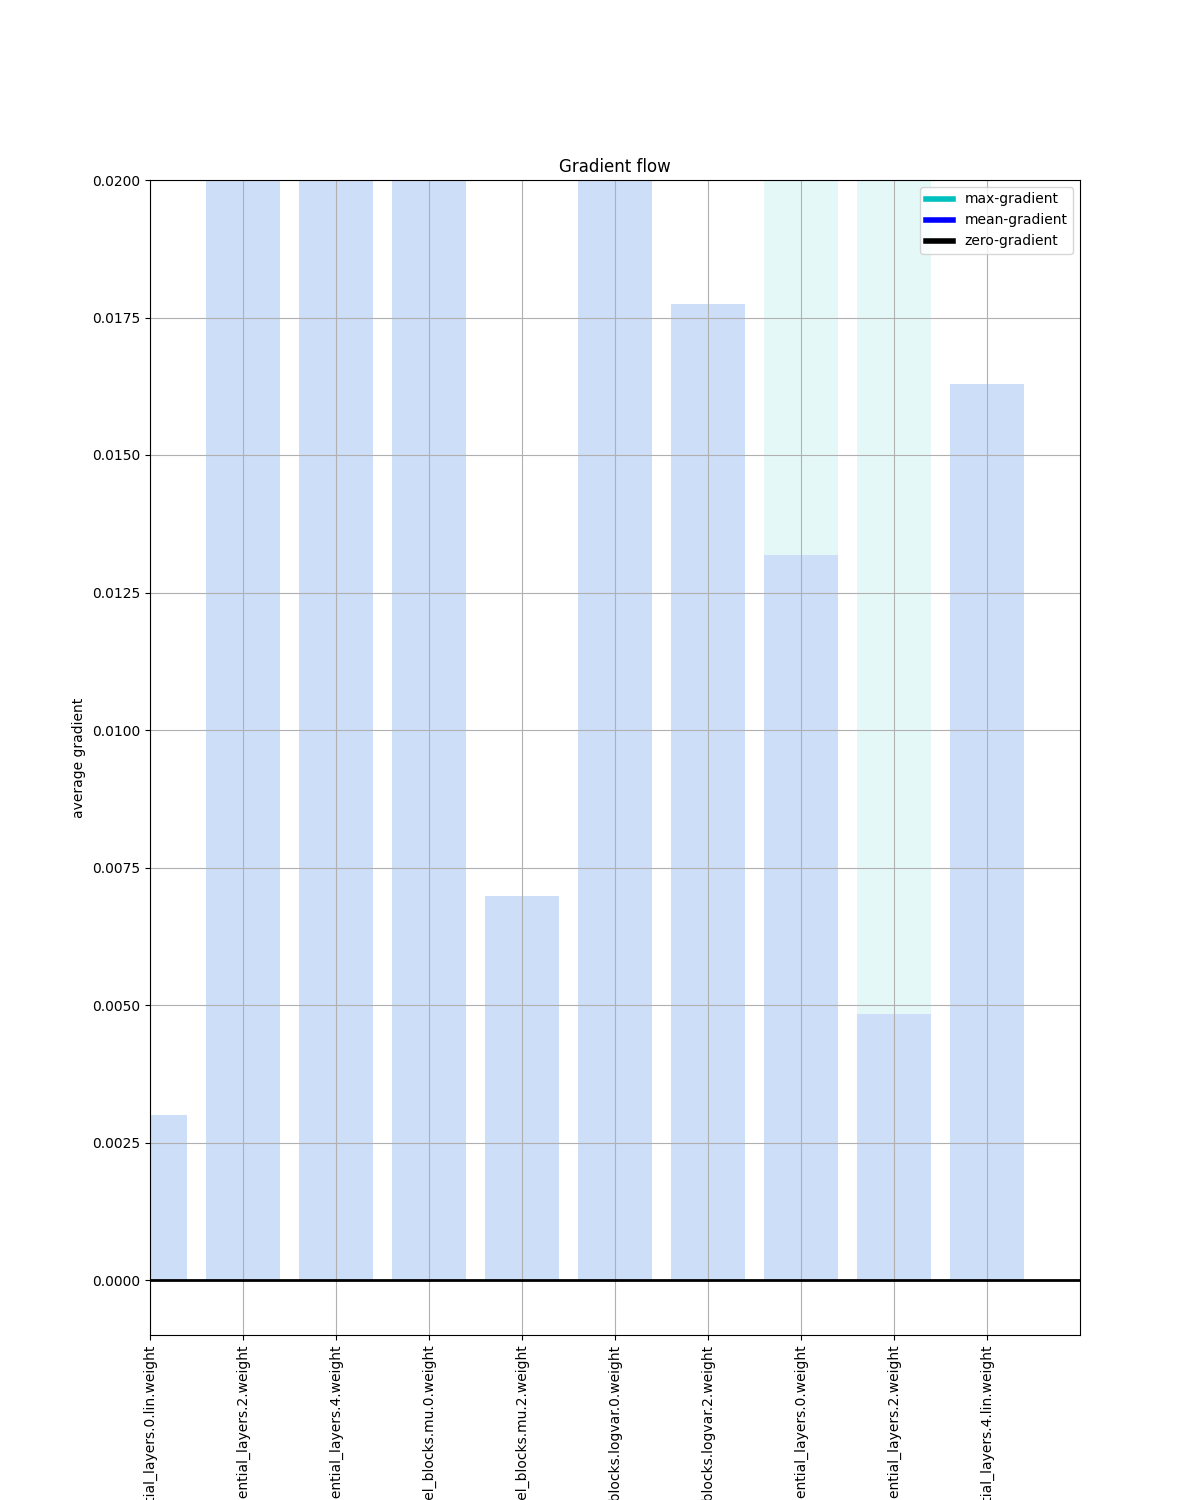 Gradient flow
max-gradient
mean-gradient
zero-gradient
0.0200
0.0175
0.0150
0.0125
0.0100
0.0075
0.0050
0.0025
0.0000
average gradient
tial_layers.0.lin.weight
ential_layers.2.weight
ential_layers.4.weight
el_blocks.mu.0.weight
el_blocks.mu.2.weight
blocks.logvar.0.weight
blocks.logvar.2.weight
ential_layers.0.weight
ential_layers.2.weight
tial_layers.4.lin.weight